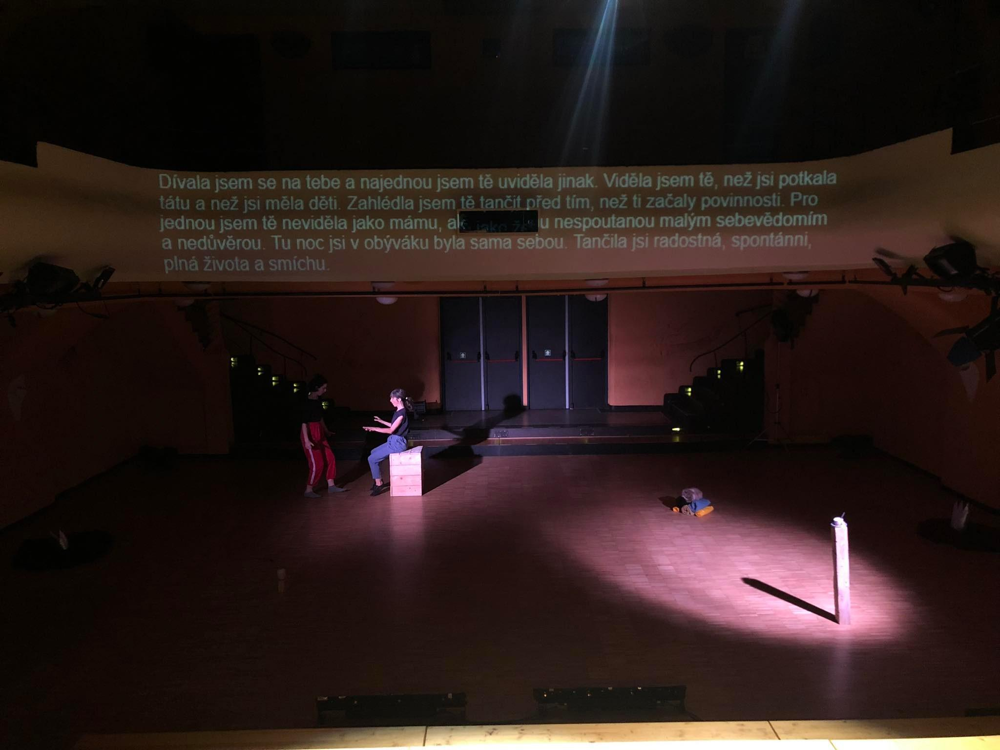 Dívala jsem se na tebe a najednou jsem tě uviděla jinak. Viděla jsem tě, než jsi potkala
tátu a než jsi měla děti. Zahlédla jsem tě tančit před tím, než ti začaly povinnosti. Pro
jednou jsem tě neviděla jako mámu, ale jako ženu nespoutanou malým sebevědomím
a nedůvěrou. Tu noc jsi v obýváku byla sama sebou. Tančila jsi radostná, spontánni,
plná života a smíchu.